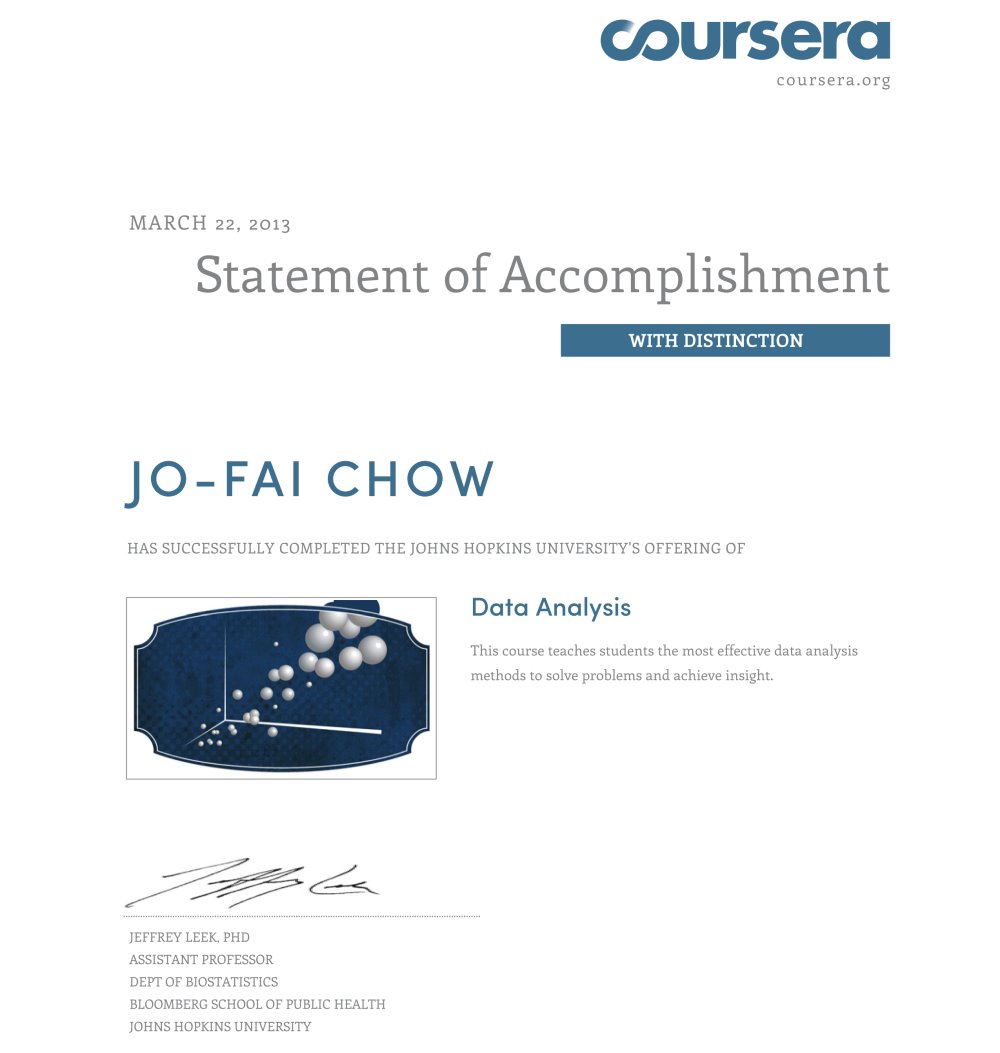 coursera
coursera.org
MARCH 22, 2013
Statement of Accomplishment
WITH DISTINCTION
JO-FAI CHOW
HAS SUCCESSFULLY COMPLETED THE JOHNS HOPKINS UNIVERSITY'S OFFERING OF
Data Analysis
This course teaches students the most effective data analysis
methods to solve problems and achieve insight.
JEFFREY LEEK, PHD
ASSISTANT PROFESSOR
DEPT OF BIOSTATISTICS
BLOOMBERG SCHOOL OF PUBLIC HEALTH
JOHNS HOPKINS UNIVERSITY